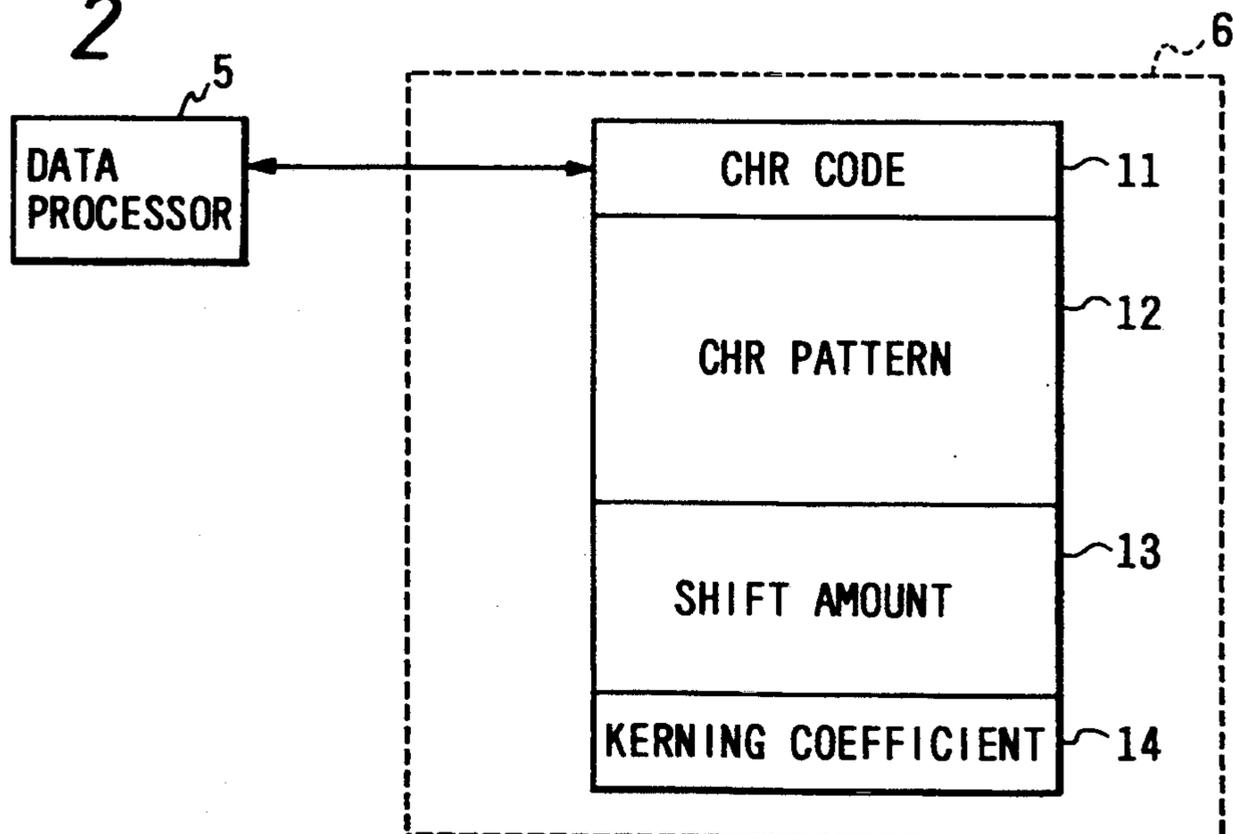 2
5
6
DATA
PROCESSOR
CHR CODE
11
12
CHR PATTERN
13
SHIFT AMOUNT
KERNING COEFFICIENT
14